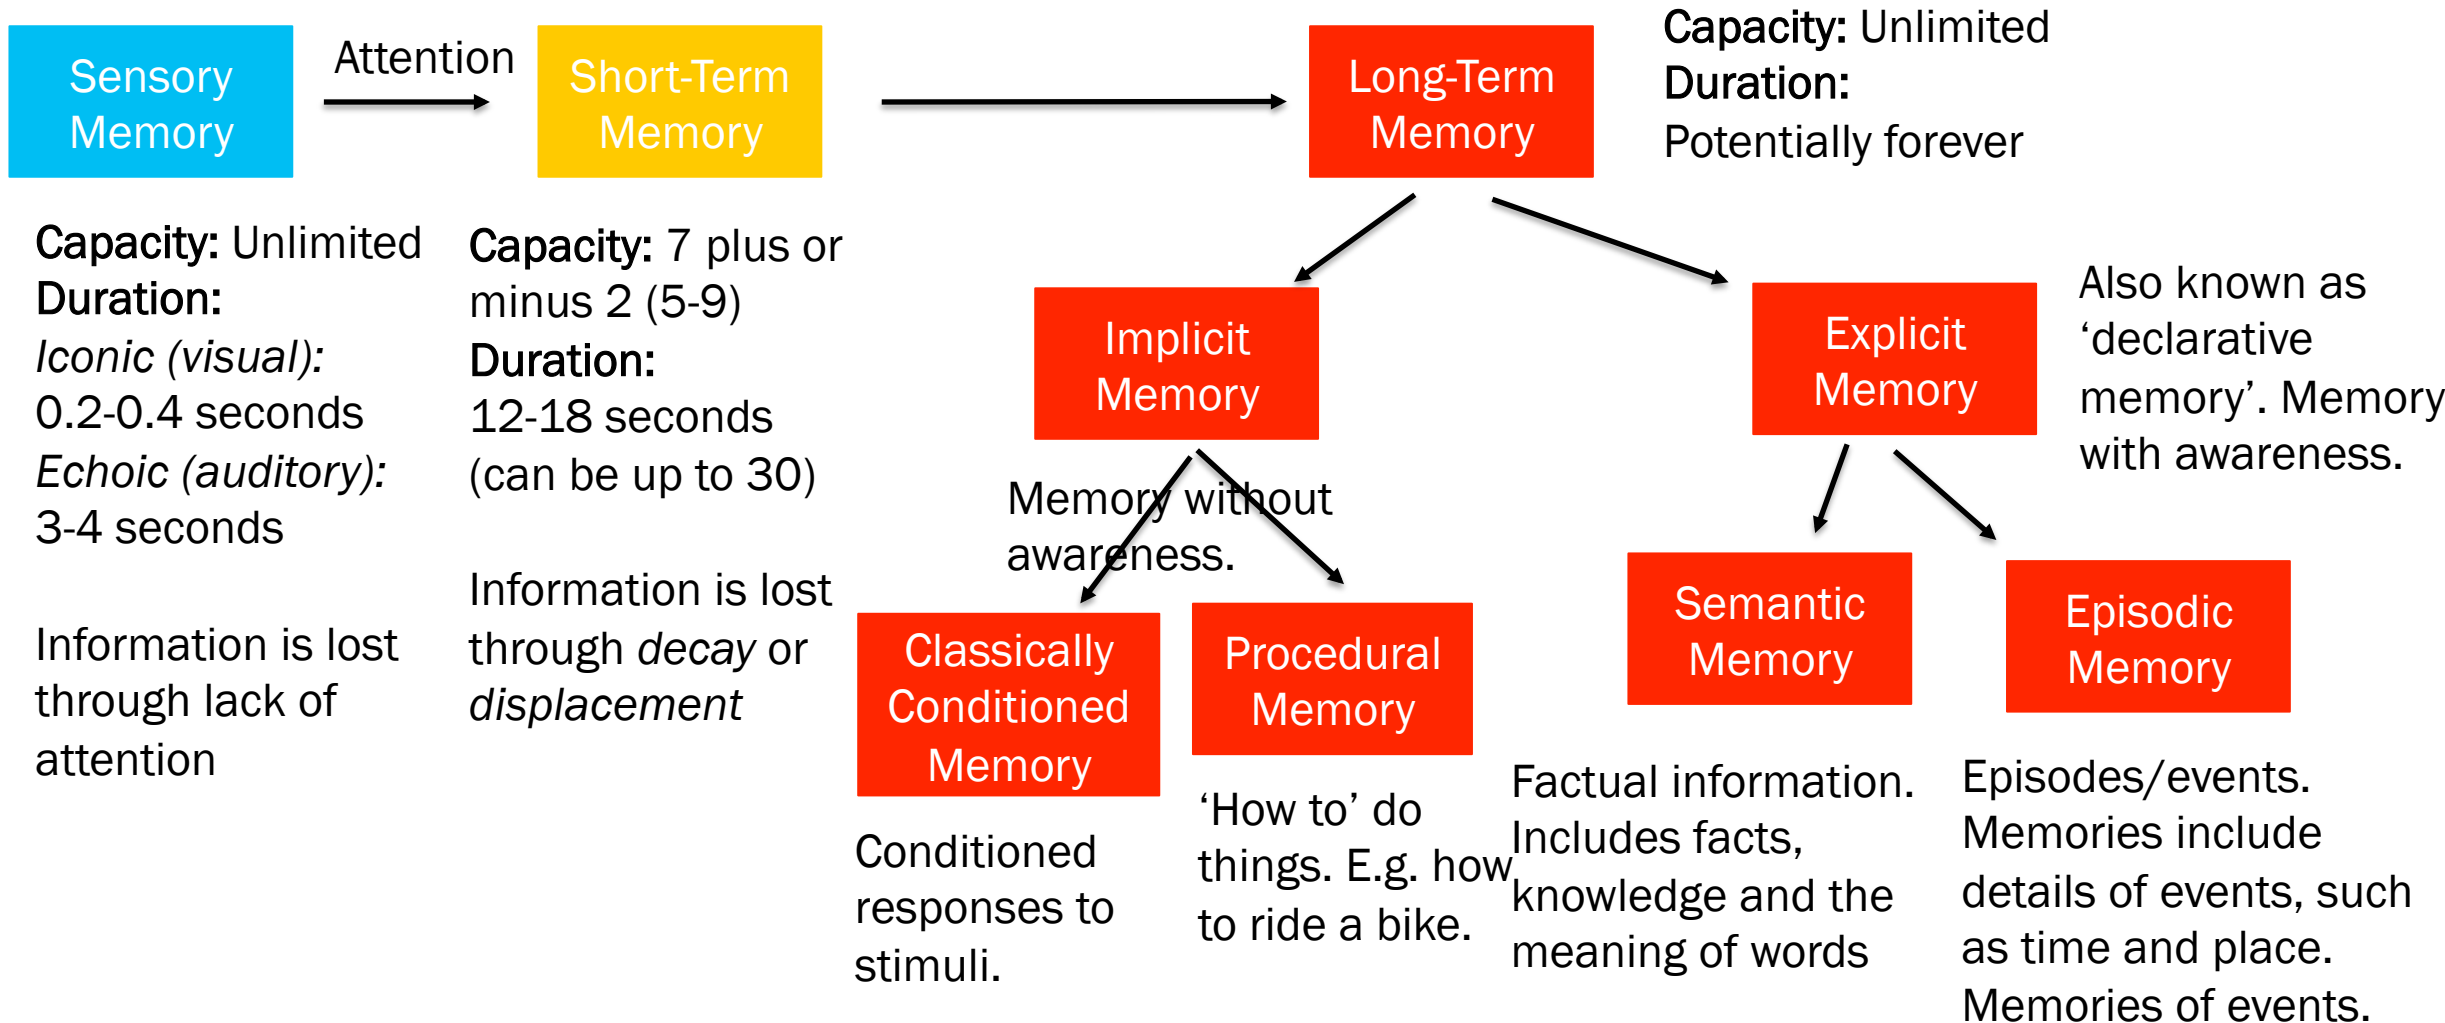 Sensory
Memory
Attention
Short-Term
Memory
Long-Term
Memory
Capacity: Unlimited
Duration:
Potentially forever
Capacity: Unlimited
Duration:
Iconic (visual):
0.2-0.4 seconds
Echoic (auditory):
3-4 seconds
Information is lost
through lack of
attention
Capacity: 7 plus or
minus 2 (5-9)
Duration:
12-18 seconds
(can be up to 30)
Information is lost
through decay or
displacement
Implicit
Memory
Memory without
awareness.
Explicit
Memory
Also known as
‘declarative
memory’. Memory
with awareness.
Classically
Conditioned
Memory
Conditioned
responses to
stimuli.
Procedural
Memory
‘How to’ do
things. E.g. how
to ride a bike.
Semantic
Memory
Factual information.
Includes facts,
knowledge and the
meaning of words
Episodic
Memory
Episodes/events.
Memories include
details of events, such
as time and place.
Memories of events.